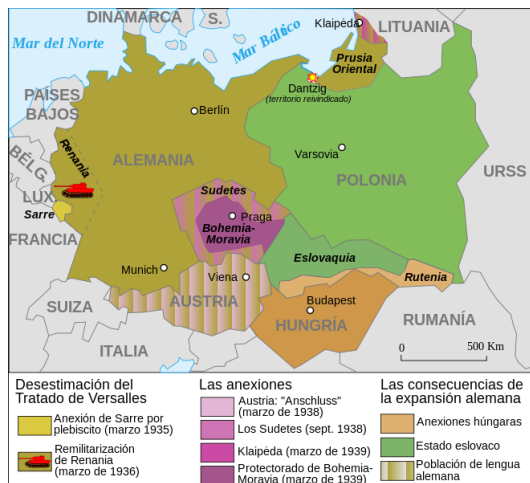 DINAMARCA
S.
Mar del Norte
Mar Báltico
Klaipėda
LITUANIA
Prusia
Oriental
Dantzig
(territorio reivindicado)
PAÍSES
BAJOS
Berlín
BÉLG.
Renania
ALEMANIA
Varsovia
POLONIA
URSS
LUX.
Sarre
Sudetes
Praga
Bohemia-
Moravia
FRANCIA
Eslovaquia
Rutenia
Munich
Viena
AUSTRIA
Budapest
HUNGRÍA
SUIZA
ITALIA
RUMANÍA
0 500 Km
Desestimación del
Tratado de Versalles
Anexión de Sarre por
plebiscito (marzo 1935)
Remilitarización
de Renania
(marzo de 1936)
Las anexiones
Austria: "Anschluss"
(marzo de 1938)
Los Sudetes (sept. 1938)
Klaipėda (marzo de 1939)
Protectorado de Bohemia-
Moravia (marzo de 1939)
Las consecuencias de
la expansión alemana
Anexiones húngaras
Estado eslovaco
Población de lengua
alemana